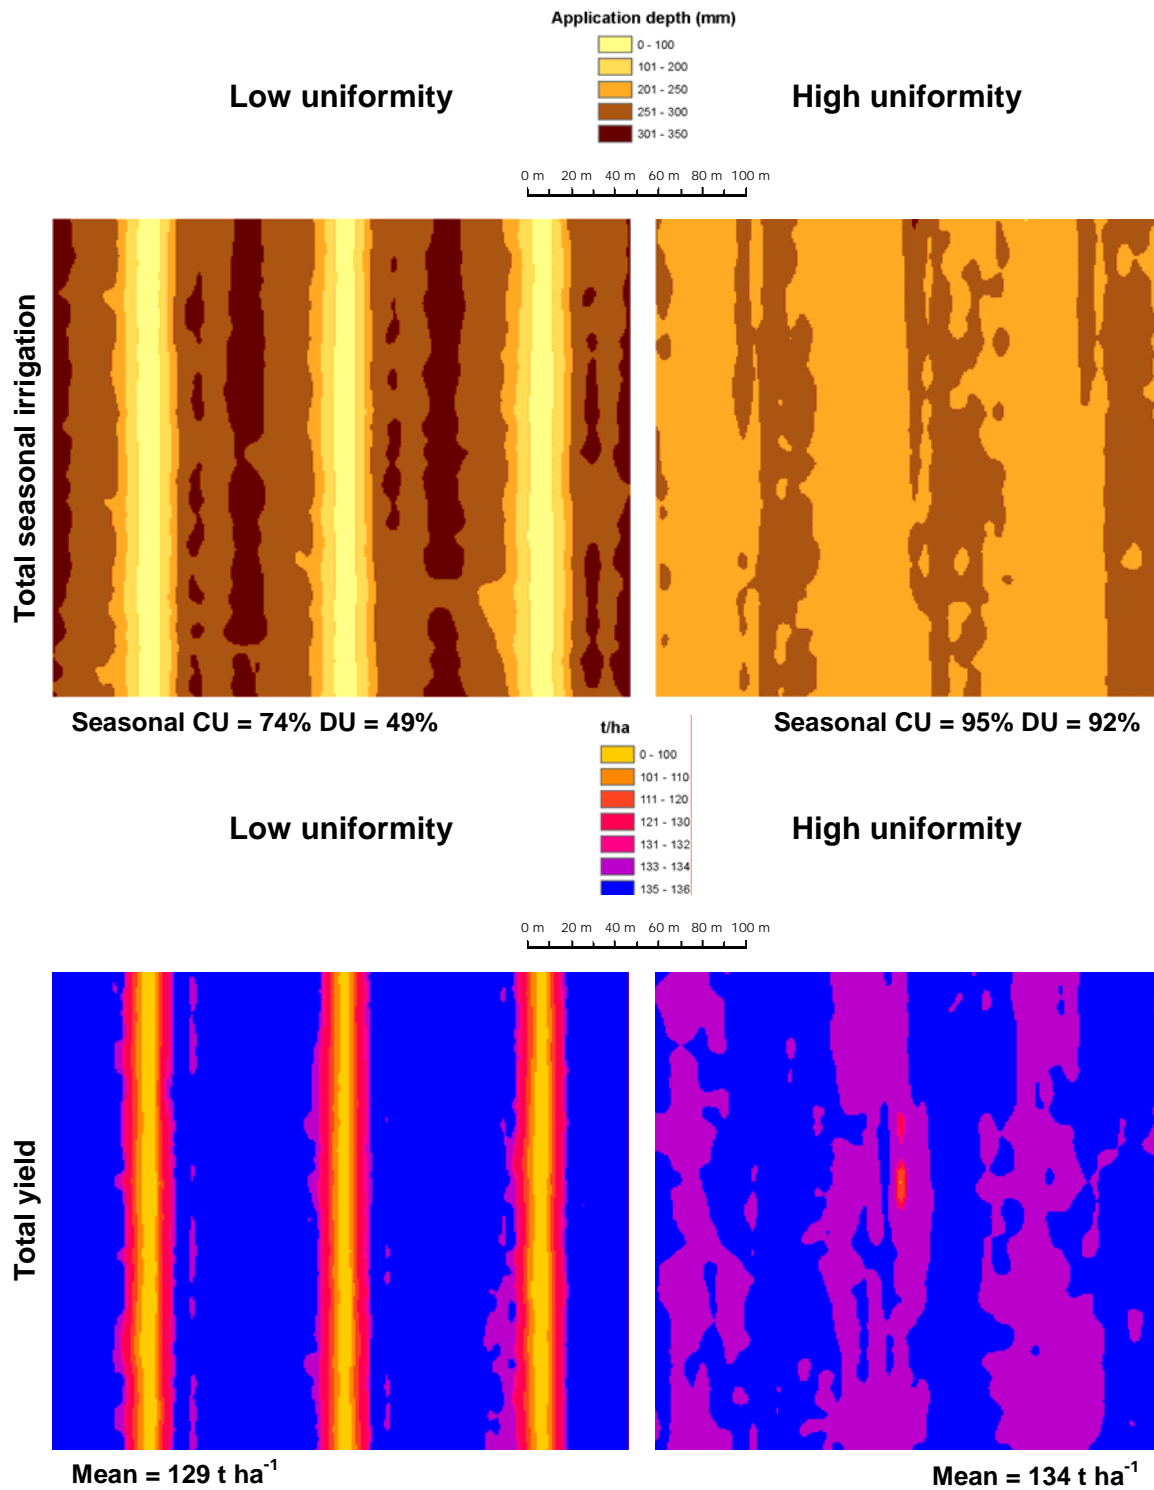 Application depth (mm)
0 - 100
101 - 200
201 - 250
251 - 300
301 - 350
Low uniformity
High uniformity
0 m 20 m 40 m 60 m 80 m 100 m
Total seasonal irrigation
Seasonal CU = 74% DU = 49%
Seasonal CU = 95% DU = 92%
t/ha
0 - 100
101 - 110
111 - 120
121 - 130
131 - 132
133 - 134
135 - 136
Low uniformity
High uniformity
0 m 20 m 40 m 60 m 80 m 100 m
Total yield
Mean = 129 t ha⁻¹
Mean = 134 t ha⁻¹